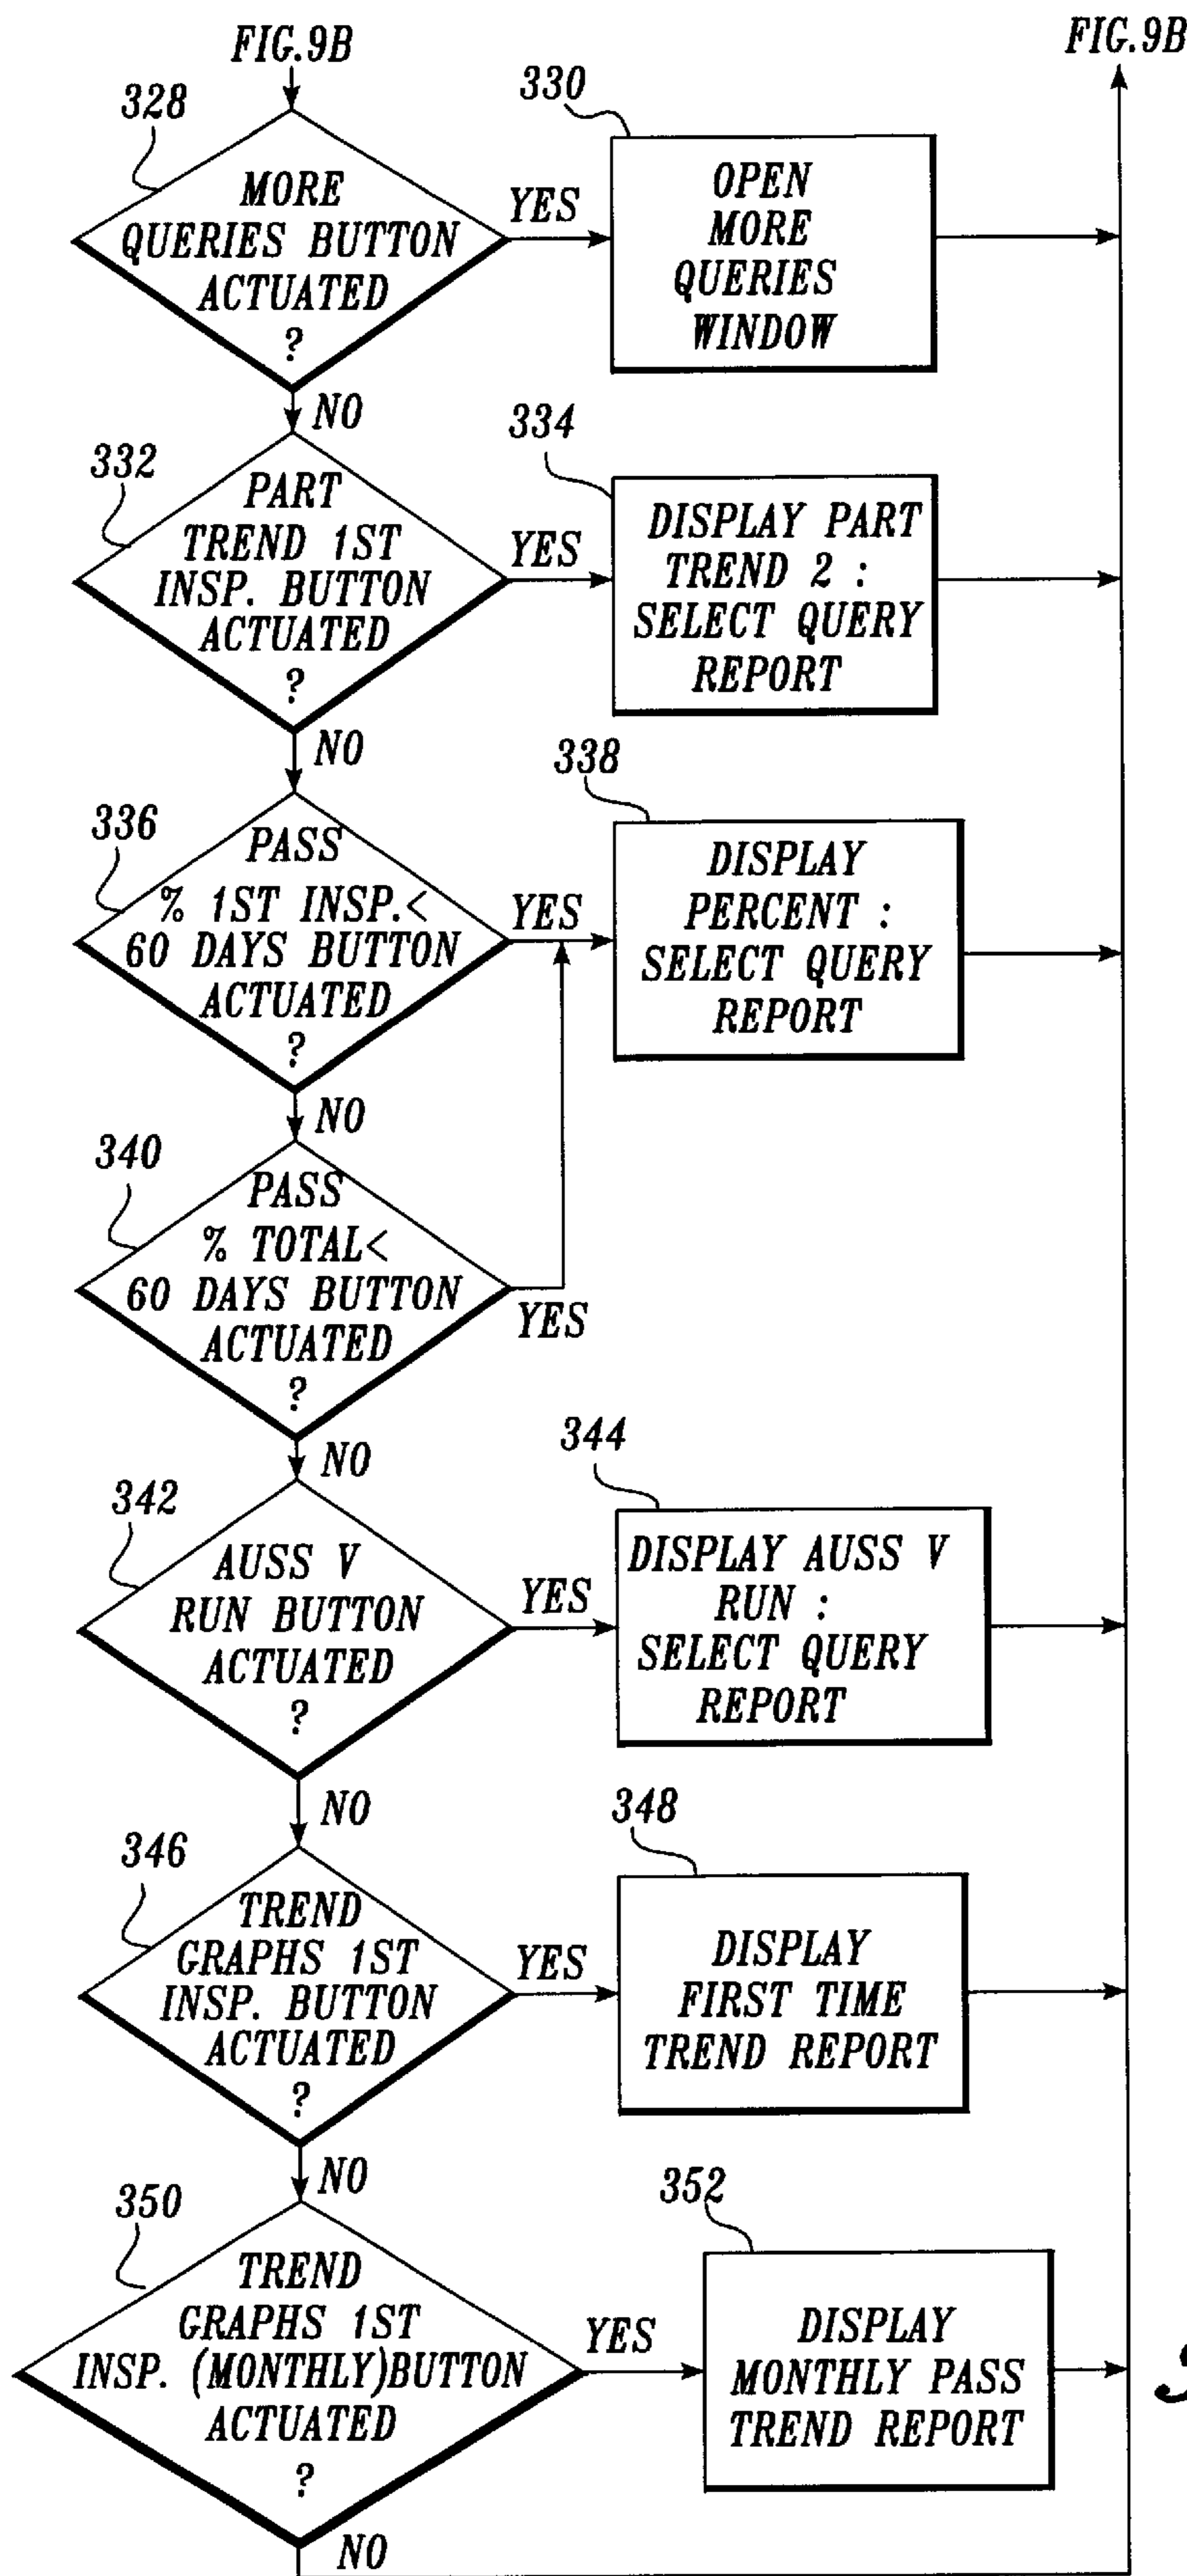 FIG.9B
FIG.9B
328
MORE
QUERIES BUTTON
ACTUATED
?
YES
330
OPEN
MORE
QUERIES
WINDOW
NO
332
PART
TREND 1ST
INSP. BUTTON
ACTUATED
?
YES
334
DISPLAY PART
TREND 2 :
SELECT QUERY
REPORT
NO
336
PASS
% 1ST INSP.<
60 DAYS BUTTON
ACTUATED
?
YES
338
DISPLAY
PERCENT :
SELECT QUERY
REPORT
NO
340
PASS
% TOTAL<
60 DAYS BUTTON
ACTUATED
?
YES
NO
342
AUSS V
RUN BUTTON
ACTUATED
?
YES
344
DISPLAY AUSS V
RUN :
SELECT QUERY
REPORT
NO
346
TREND
GRAPHS 1ST
INSP. BUTTON
ACTUATED
?
YES
348
DISPLAY
FIRST TIME
TREND REPORT
NO
350
TREND
GRAPHS 1ST
INSP. (MONTHLY)BUTTON
ACTUATED
?
YES
352
DISPLAY
MONTHLY PASS
TREND REPORT
NO